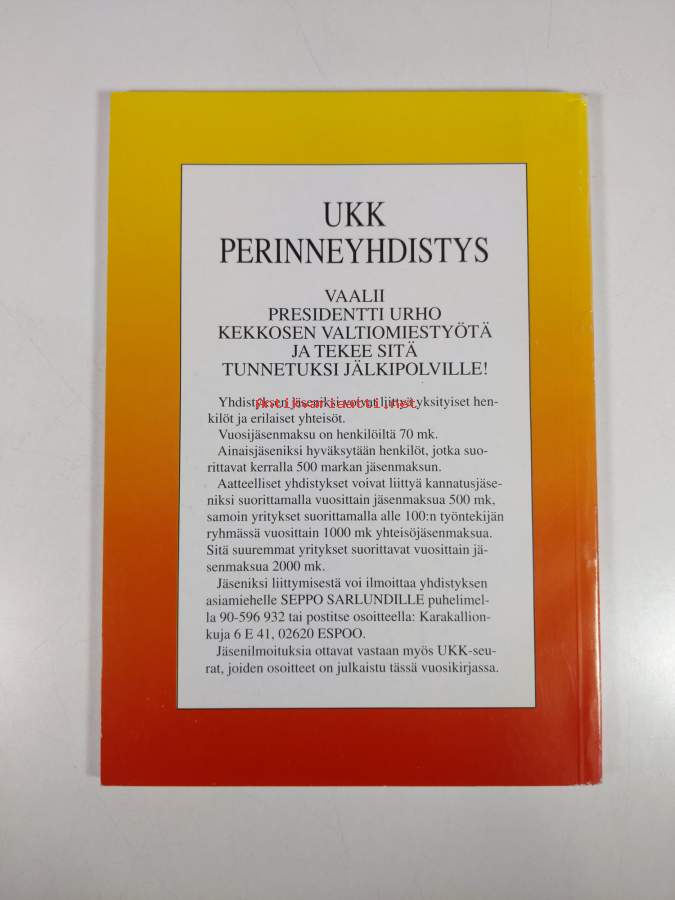 UKK
PERINNEYHDISTYS
VAALII
PRESIDENTTI URHO
KEKKOSEN VALTIOMIESTYÖTÄ
JA TEKEE SITÄ
TUNNETUKSI JÄLKIPOLVILLE!
Yhdistyksen jäseniksi voivat liittyä yksityiset hen-
Antikvariaatti.net
kilöt ja erilaiset yhteisöt.
Vuosijäsenmaksu on henkilöiltä 70 mk.
Ainaisjäseniksi hyväksytään henkilöt, jotka suo-
rittavat kerralla 500 markan jäsenmaksun.
Aatteelliset yhdistykset voivat liittyä kannatusjäse-
niksi suorittamalla vuosittain jäsenmaksua 500 mk,
samoin yritykset suorittamalla alle 100:n työntekijän
ryhmässä vuosittain 1000 mk yhteisöjäsenmaksua.
Sitä suuremmat yritykset suorittavat vuosittain jä-
senmaksua 2000 mk.
Jäseniksi liittymisestä voi ilmoittaa yhdistyksen
asiamiehelle SEPPO SARLUNDILLE puhelimel-
la 90-596 932 tai postitse osoitteella: Karakallion-
kuja 6 E 41, 02620 ESPOO.
Jäsenilmoituksia ottavat vastaan myös UKK-seu-
rat, joiden osoitteet on julkaistu tässä vuosikirjassa.